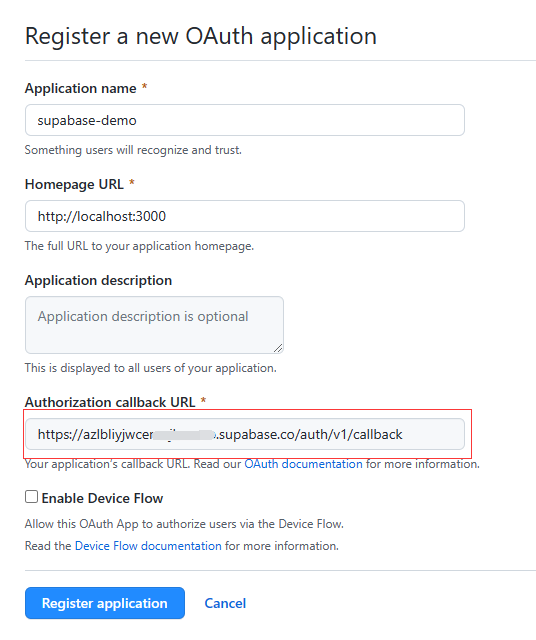 Register a new OAuth application
Application name *
supabase-demo
Something users will recognize and trust.
Homepage URL *
http://localhost:3000
The full URL to your application homepage.
Application description
Application description is optional
This is displayed to all users of your application.
Authorization callback URL *
.supabase.co/auth/v1/callback
Your application's callback URL. Read our OAuth documentation for more information.
Enable Device Flow
Allow this OAuth App to authorize users via the Device Flow.
Read the Device Flow documentation for more information.
Register application Cancel